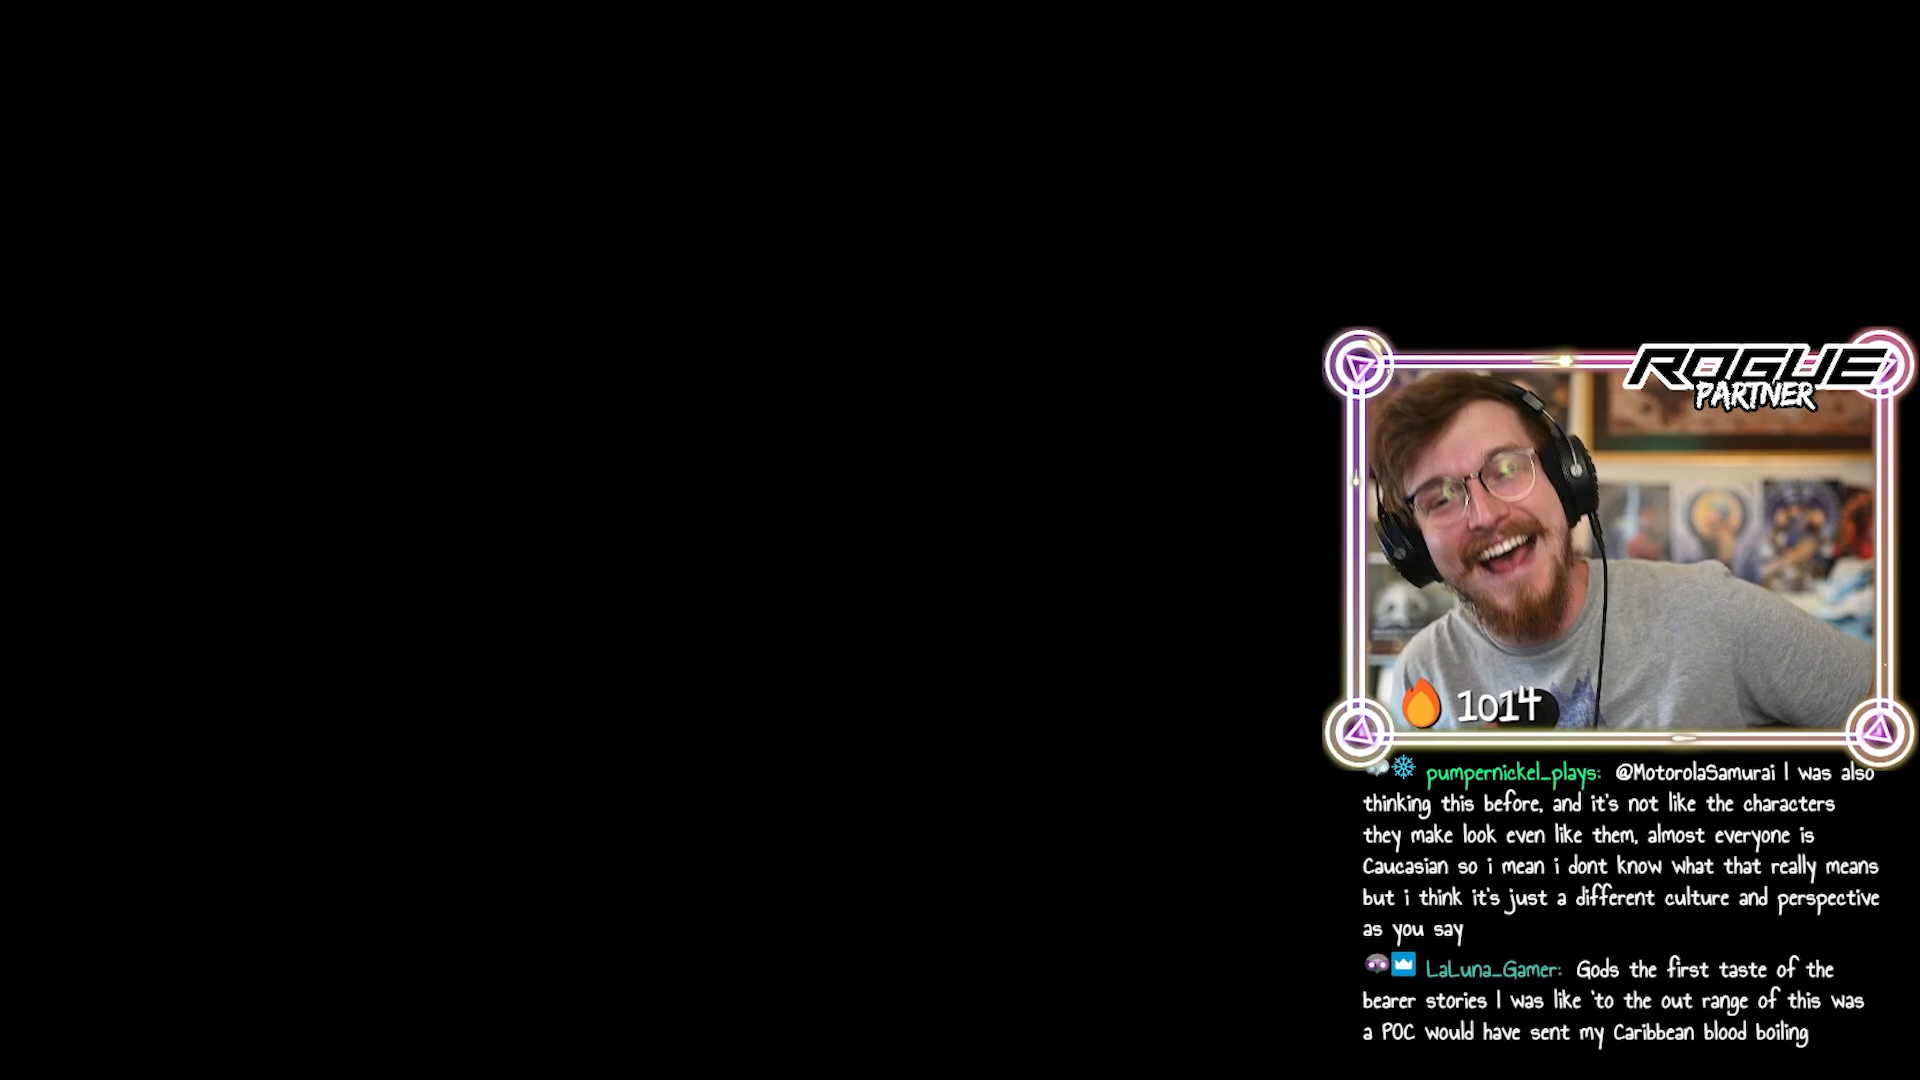 ROGUE
PARTNER
1014
pumpernickel_plays: @MotorolaSamurai I was also
thinking this before, and it's not like the characters
they make look even like them, almost everyone is
Caucasian so i mean i dont know what that really means
but i think it's just a different culture and perspective
as you say
LaLuna_Gamer: Gods the first taste of the
bearer stories I was like 'to the out range of this was
a POC would have sent my Caribbean blood boiling